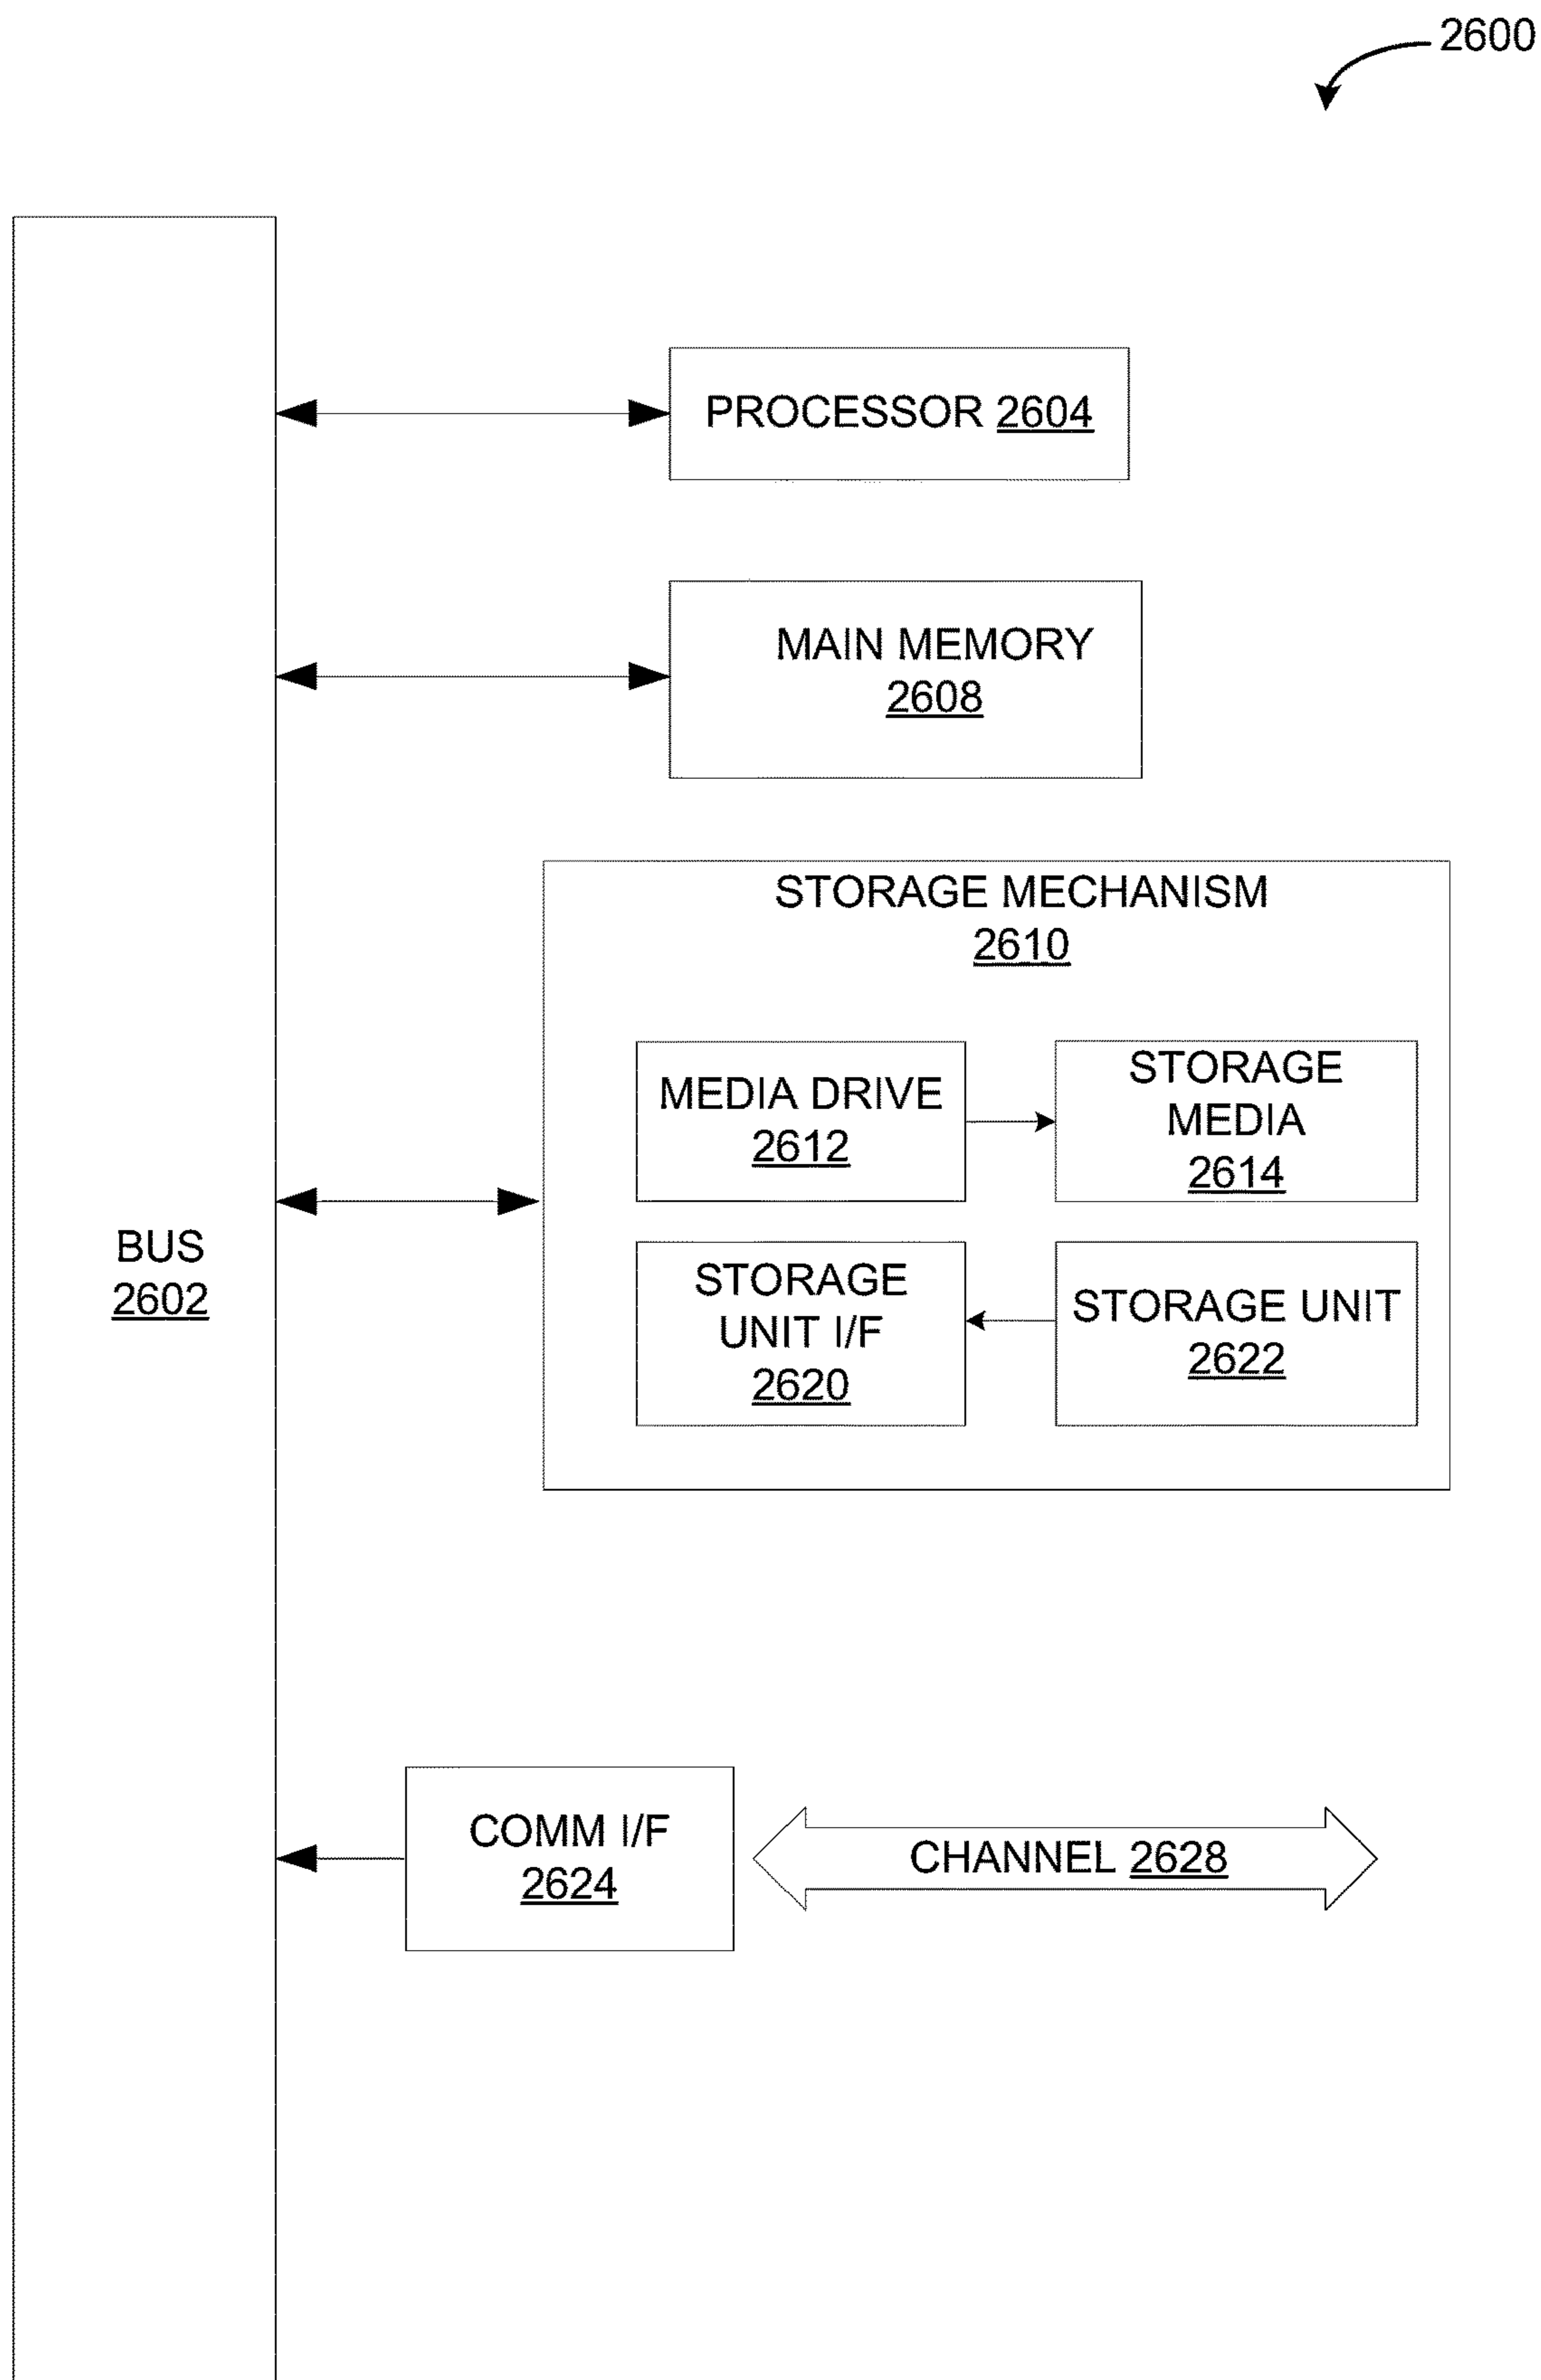 2600
PROCESSOR 2604
MAIN MEMORY
2608
STORAGE MECHANISM
2610
MEDIA DRIVE
2612
STORAGE
MEDIA
2614
BUS
2602
STORAGE
UNIT I/F
2620
STORAGE UNIT
2622
COMM I/F
2624
CHANNEL 2628